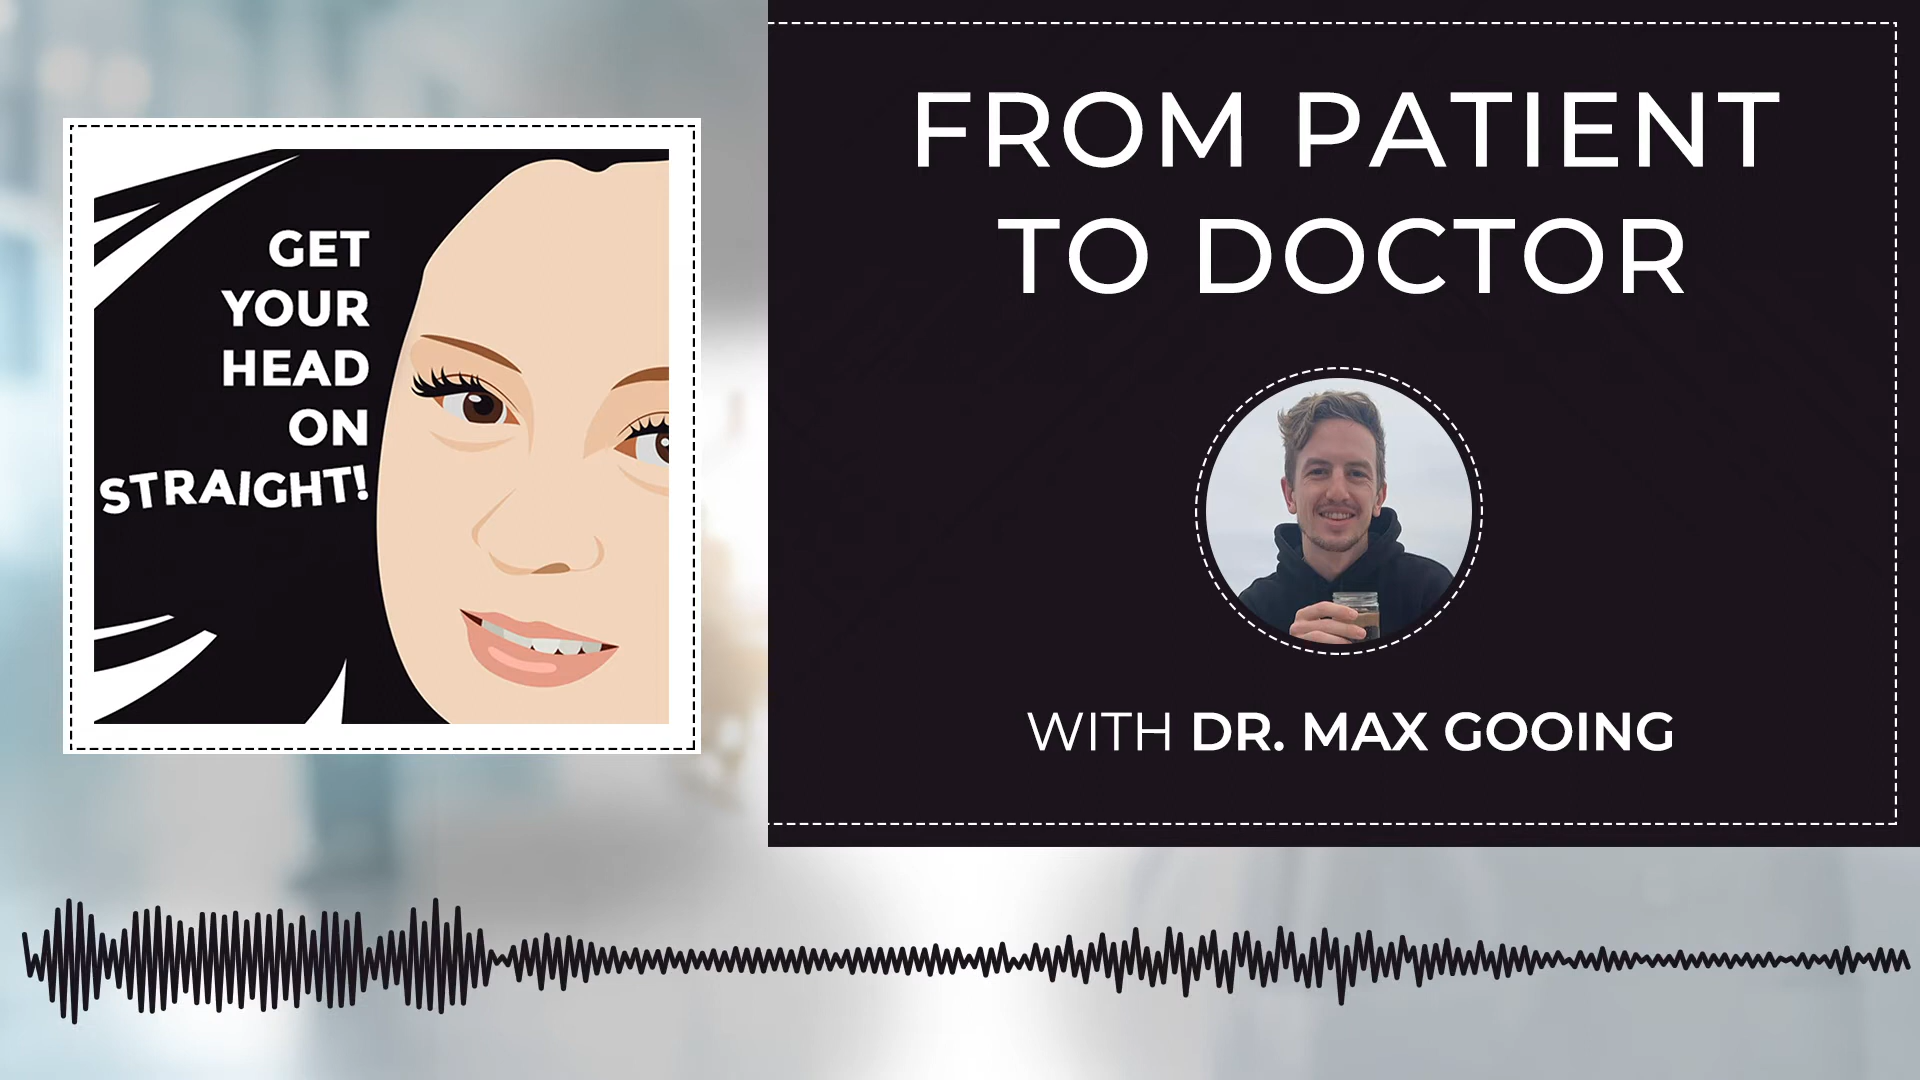 GET
YOUR
HEAD
ON
STRAIGHT!
FROM PATIENT
TO DOCTOR
WITH DR. MAX GOOING